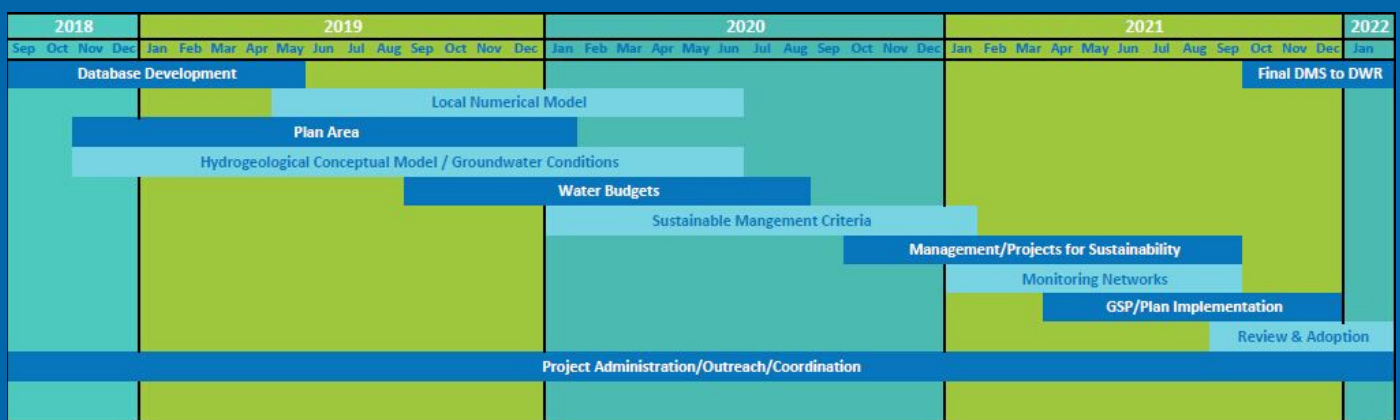 2018 2019 2020 2021 2022
Sep Oct Nov Dec Jan Feb Mar Apr May Jun Jul Aug Sep Oct Nov Dec Jan Feb Mar Apr May Jun Jul Aug Sep Oct Nov Dec Jan Feb Mar Apr May Jun Jul Aug Sep Oct Nov Dec Jan
Database Development Final DMS to DWR
Local Numerical Model
Plan Area
Hydrogeological Conceptual Model / Groundwater Conditions
Water Budgets
Sustainable Mangement Criteria
Management/Projects for Sustainability
Monitoring Networks
GSP/Plan Implementation
Review & Adoption
Project Administration/Outreach/Coordination